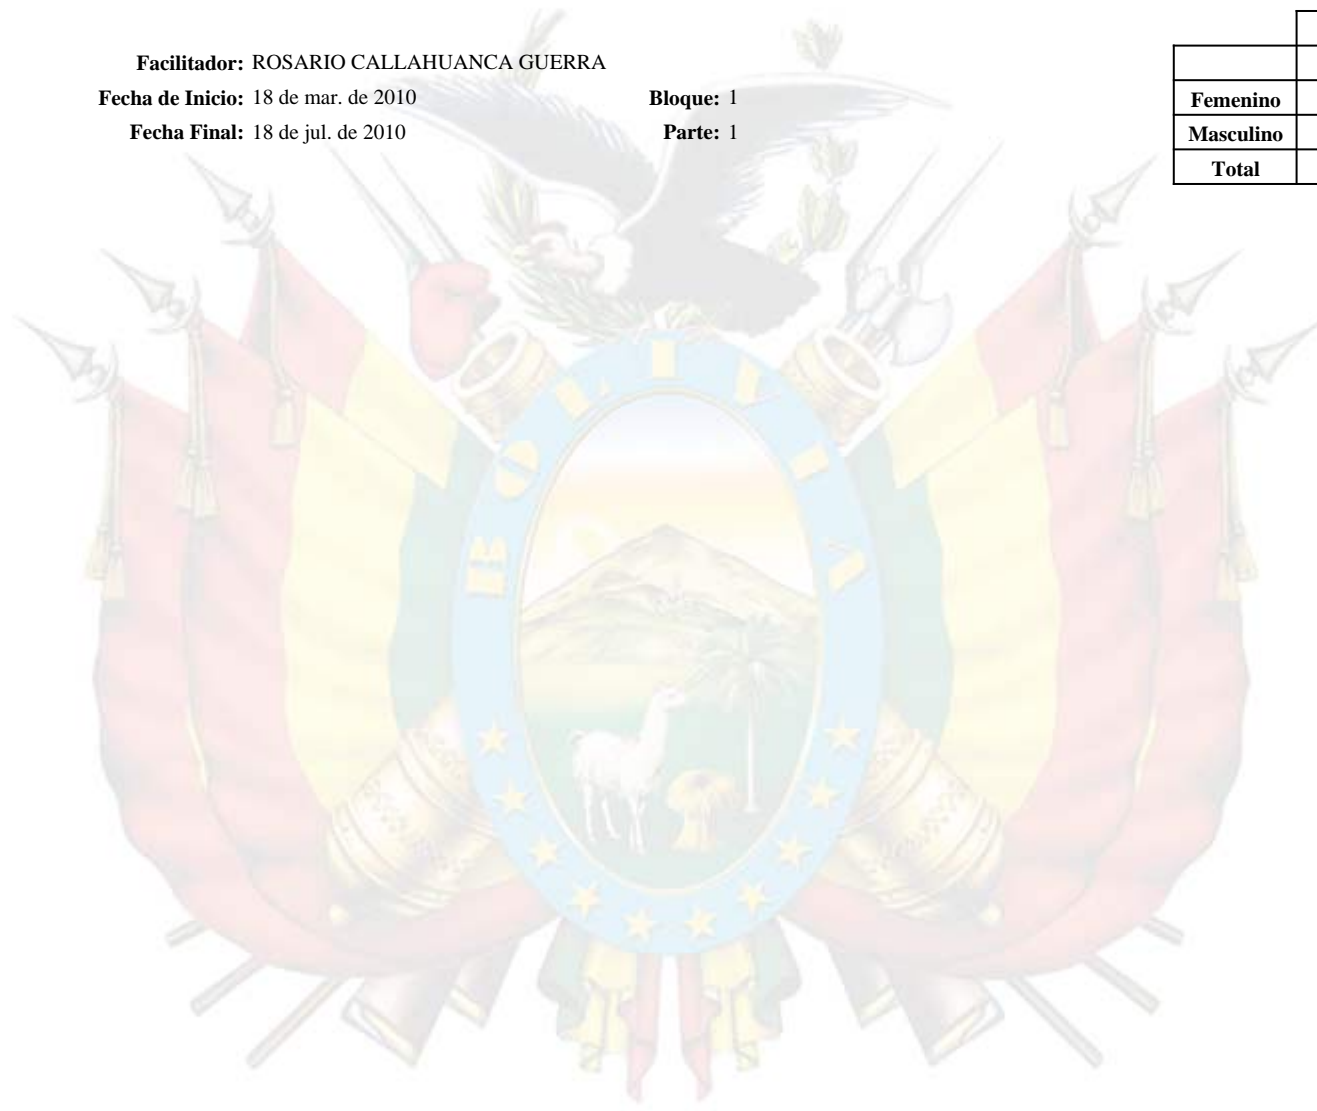 Facilitador: ROSARIO CALLAHUANCA GUERRA
Fecha de Inicio: 18 de mar. de 2010 Bloque: 1
Fecha Final: 18 de jul. de 2010 Parte: 1
Femenino
Masculino
Total
BOLIVIA